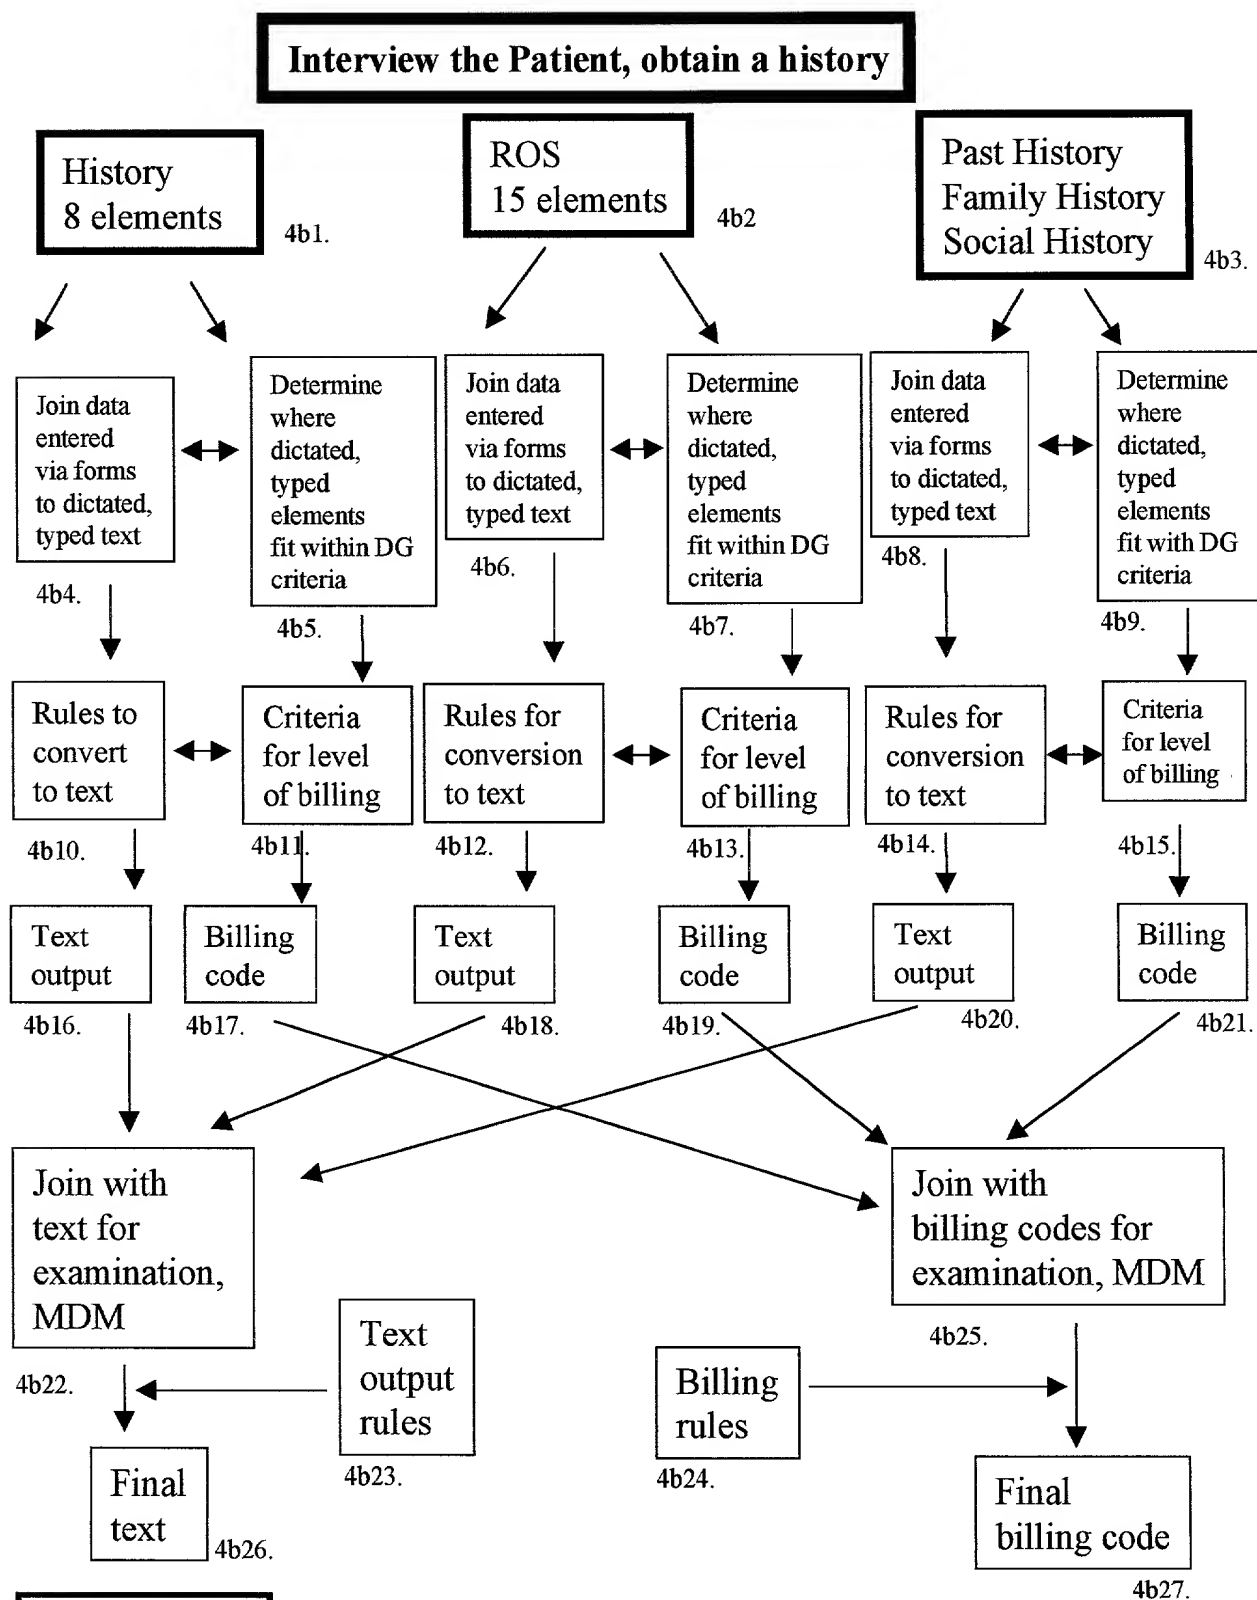 Interview the Patient, obtain a history
History
8 elements
4b1.
ROS
15 elements
4b2
Past History
Family History
Social History
4b3.
Join data
entered
via forms
to dictated,
typed text
4b4.
Determine
where
dictated,
typed
elements
fit within DG
criteria
4b5.
Join data
entered
via forms
to dictated,
typed text
4b6.
Determine
where
dictated,
typed
elements
fit within DG
criteria
4b7.
Join data
entered
via forms
to dictated,
typed text
4b8.
Determine
where
dictated,
typed
elements
fit with DG
criteria
4b9.
Rules to
convert
to text
4b10.
Criteria
for level
of billing
4b11.
Rules for
conversion
to text
4b12.
Criteria
for level
of billing
4b13.
Rules for
conversion
to text
4b14.
Criteria
for level
of billing
4b15.
Text
output
4b16.
Billing
code
4b17.
Text
output
4b18.
Billing
code
4b19.
Text
output
4b20.
Billing
code
4b21.
Join with
text for
examination,
MDM
4b22.
Text
output
rules
4b23.
Billing
rules
4b24.
Join with
billing codes for
examination, MDM
4b25.
Final
text
4b26.
Final
billing code
4b27.